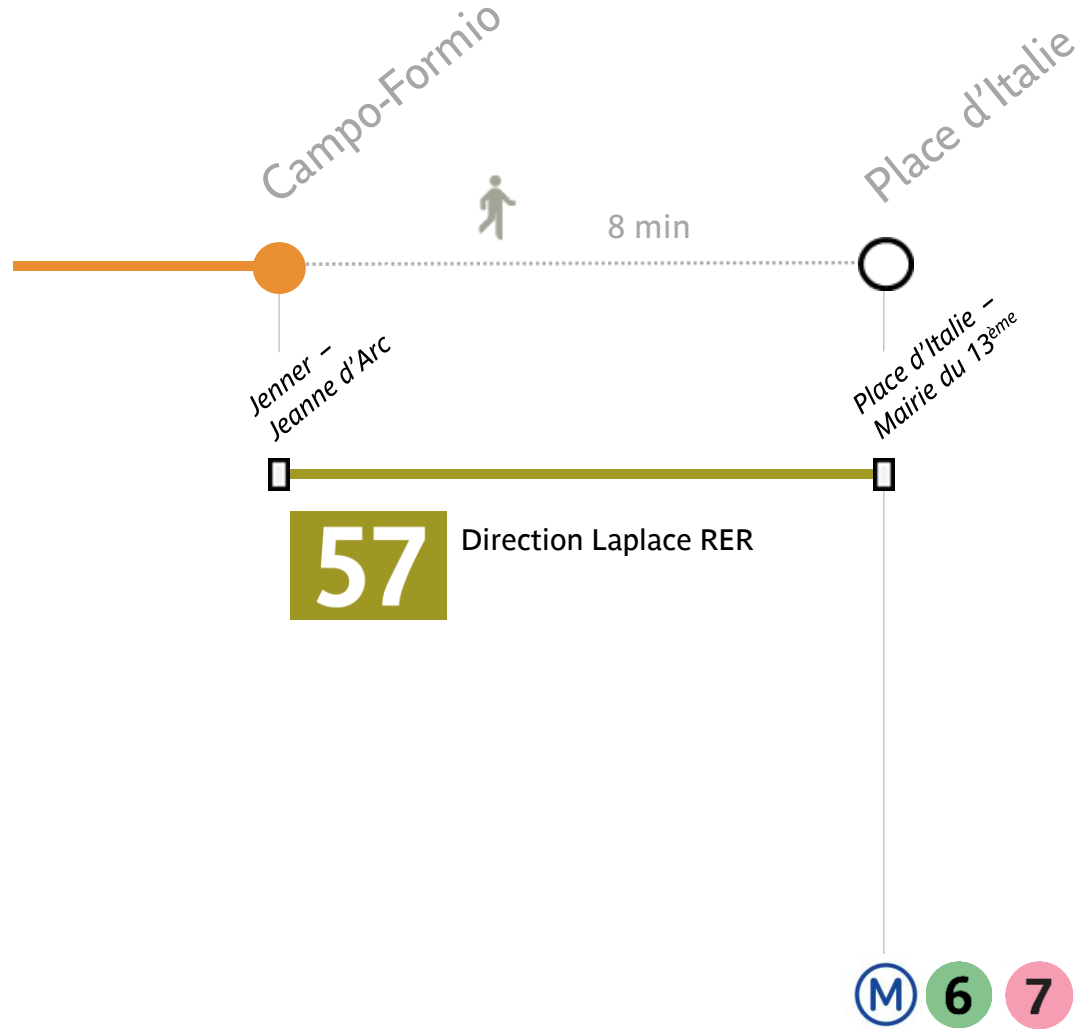 Campo-Formio
Place d'Italie
8 min
Jenner –
Jeanne d'Arc
Place d'Italie –
Mairie du 13ème
57
Direction Laplace RER
M 6 7